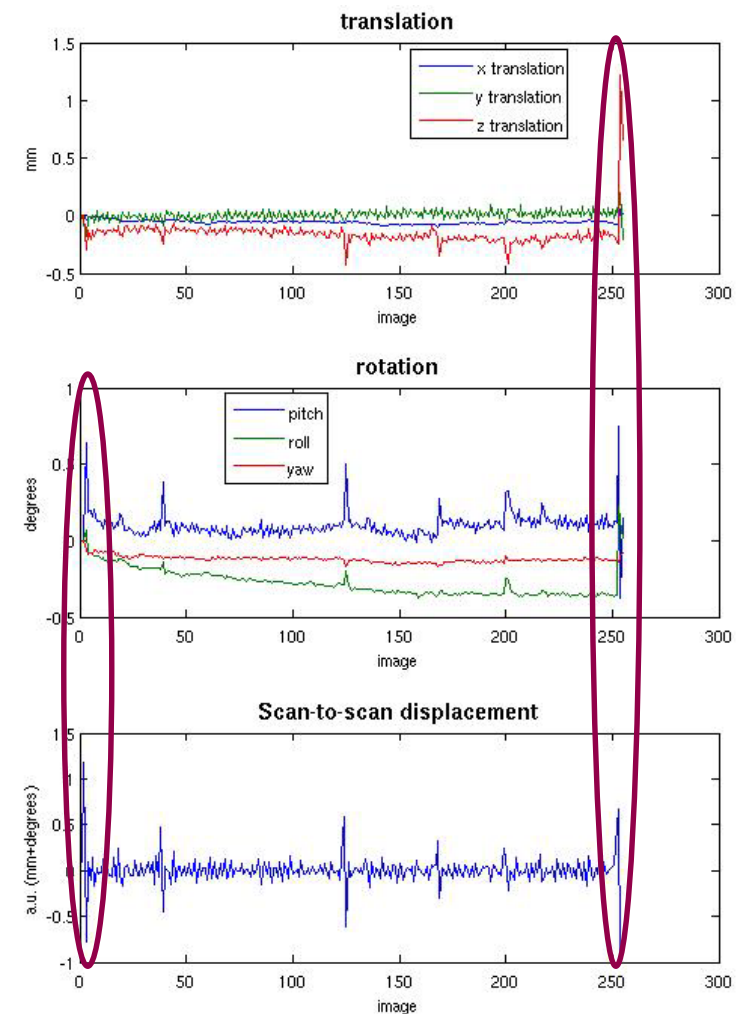 translation
1.5
1
0.5
0
-0.5
mm
x translation
y translation
z translation
0 50 100 150 200 250 300
image
rotation
1
0.5
0
-0.5
degrees
pitch
roll
yaw
0 50 100 150 200 250 300
image
Scan-to-scan displacement
1.5
1
0.5
0
-0.5
-1
a.u. (mm+degrees)
0 50 100 150 200 250 300
image